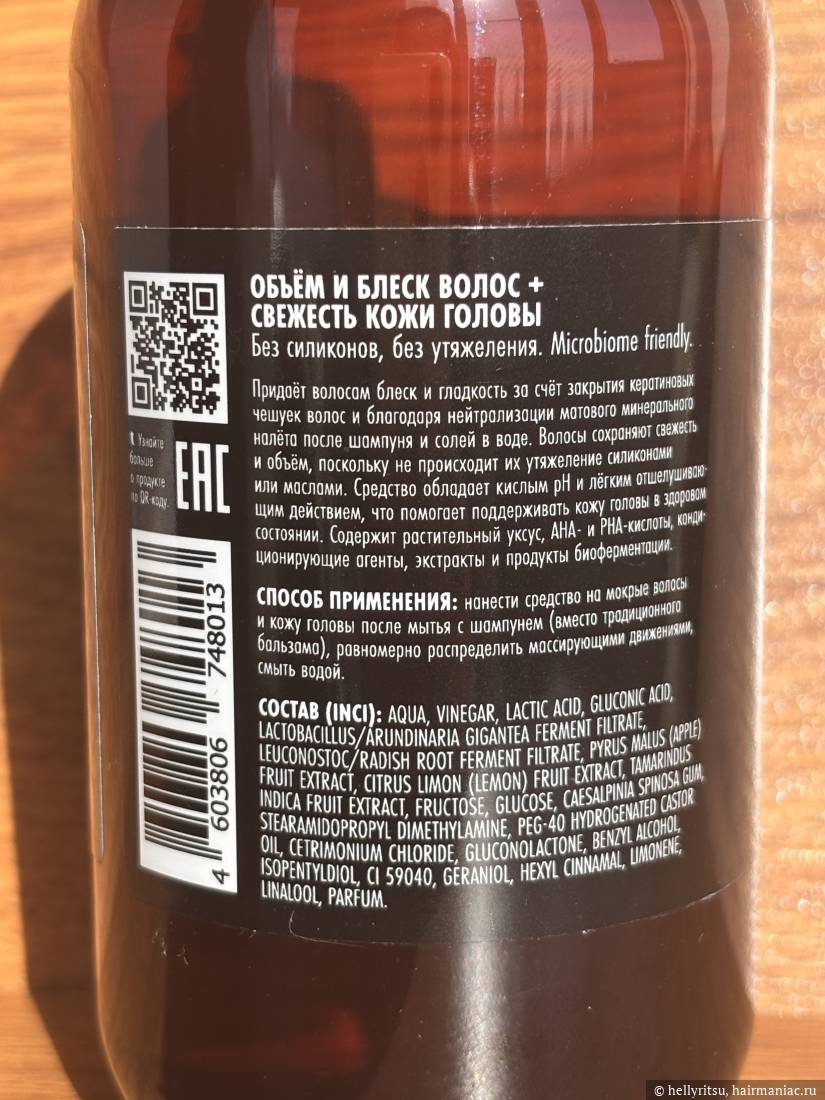 ОБЪЁМ И БЛЕСК ВОЛОС +
СВЕЖЕСТЬ КОЖИ ГОЛОВЫ
Без силиконов, без утяжеления. Microbiome friendly.
Придаёт волосам блеск и гладкость за счёт закрытия кератиновых
чешуек волос и благодаря нейтрализации матового минерального
налёта после шампуня и солей в воде. Волосы сохраняют свежесть
и объём, поскольку не происходит их утяжеление силиконами
или маслами. Средство обладает кислым pH и лёгким отшелушиваю-
щим действием, что помогает поддерживать кожу головы в здоровом
состоянии. Содержит растительный уксус, AHA- и PHA-кислоты, конди-
ционирующие агенты, экстракты и продукты биоферментации.
СПОСОБ ПРИМЕНЕНИЯ: нанести средство на мокрые волосы
и кожу головы после мытья с шампунем (вместо традиционного
бальзама), равномерно распределить массирующими движениями,
смыть водой.
СОСТАВ (INCI): AQUA, VINEGAR, LACTIC ACID, GLUCONIC ACID,
LACTOBACILLUS/ARUNDINARIA GIGANTEA FERMENT FILTRATE,
LEUCONOSTOC/RADISH ROOT FERMENT FILTRATE, PYRUS MALUS (APPLE)
FRUIT EXTRACT, CITRUS LIMON (LEMON) FRUIT EXTRACT, TAMARINDUS
INDICA FRUIT EXTRACT, FRUCTOSE, GLUCOSE, CAESALPINIA SPINOSA GUM,
STEARAMIDOPROPYL DIMETHYLAMINE, PEG-40 HYDROGENATED CASTOR
OIL, CETRIMONIUM CHLORIDE, GLUCONOLACTONE, BENZYL ALCOHOL,
ISOPENTYLDIOL, CI 59040, GERANIOL, HEXYL CINNAMAL, LIMONENE,
LINALOOL, PARFUM.
Узнайте
больше
о продукте
по QR-коду.
EAC
4 603806 748013
© hellyritsu, hairmaniac.ru